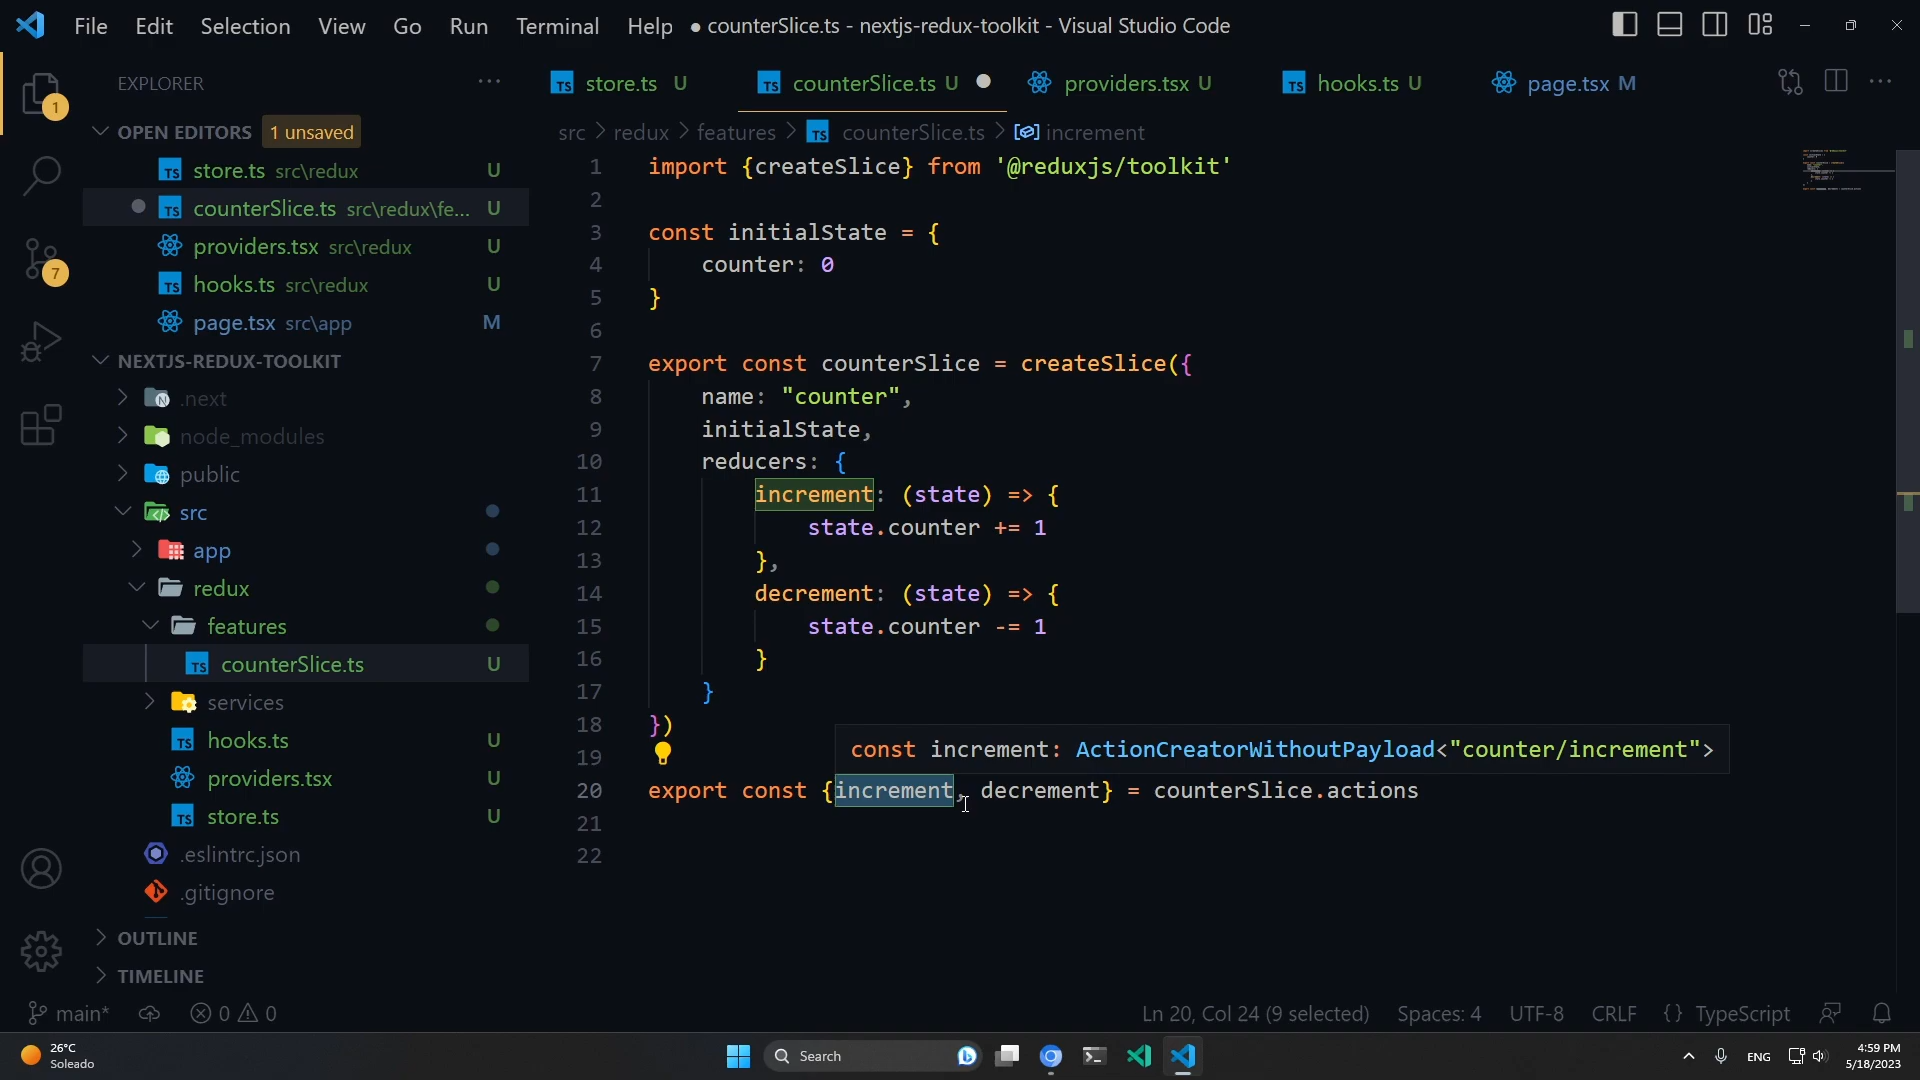 File Edit Selection View Go Run Terminal Help ● counterSlice.ts - nextjs-redux-toolkit - Visual Studio Code
EXPLORER ···
1
OPEN EDITORS 1 unsaved
store.ts src\redux U
counterSlice.ts src\redux\fe... U
providers.tsx src\redux U
hooks.ts src\redux U
page.tsx src\app M
7
NEXTJS-REDUX-TOOLKIT
.next
node_modules
public
src
app
redux
features
counterSlice.ts U
services
hooks.ts U
providers.tsx U
store.ts U
.eslintrc.json
.gitignore
OUTLINE
TIMELINE
store.ts U counterSlice.ts U providers.tsx U hooks.ts U page.tsx M
src > redux > features > counterSlice.ts > increment
1 import {createSlice} from '@reduxjs/toolkit'
2
3 const initialState = {
4 counter: 0
5 }
6
7 export const counterSlice = createSlice({
8 name: "counter",
9 initialState,
10 reducers: {
11 increment: (state) => {
12 state.counter += 1
13 },
14 decrement: (state) => {
15 state.counter -= 1
16 }
17 }
18 })
19
const increment: ActionCreatorWithoutPayload<"counter/increment">
20 export const {increment, decrement} = counterSlice.actions
21
22
main* 0 0 Ln 20, Col 24 (9 selected) Spaces: 4 UTF-8 CRLF {} TypeScript
26°C
Soleado
Search
ENG
4:59 PM
5/18/2023